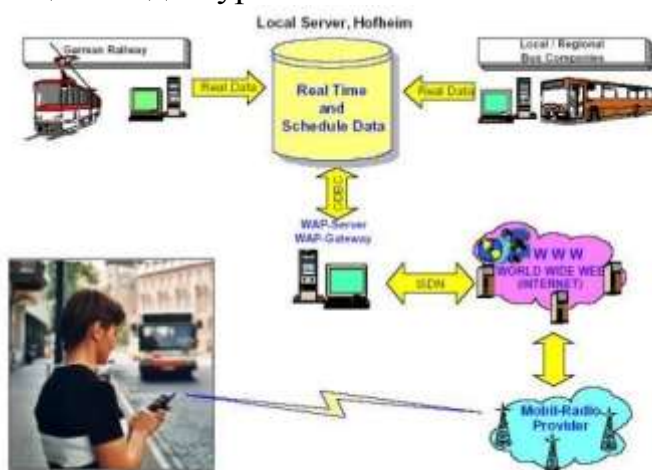 Local Server, Hofheim
German Railway
Local / Regional
Bus Companies
Real Data
Real Time
and
Schedule Data
Real Data
ODBC
WAP-Server
WAP-Gateway
ISDN
W W W
WORLD WIDE WEB
(INTERNET)
Mobil-Radio
Provider